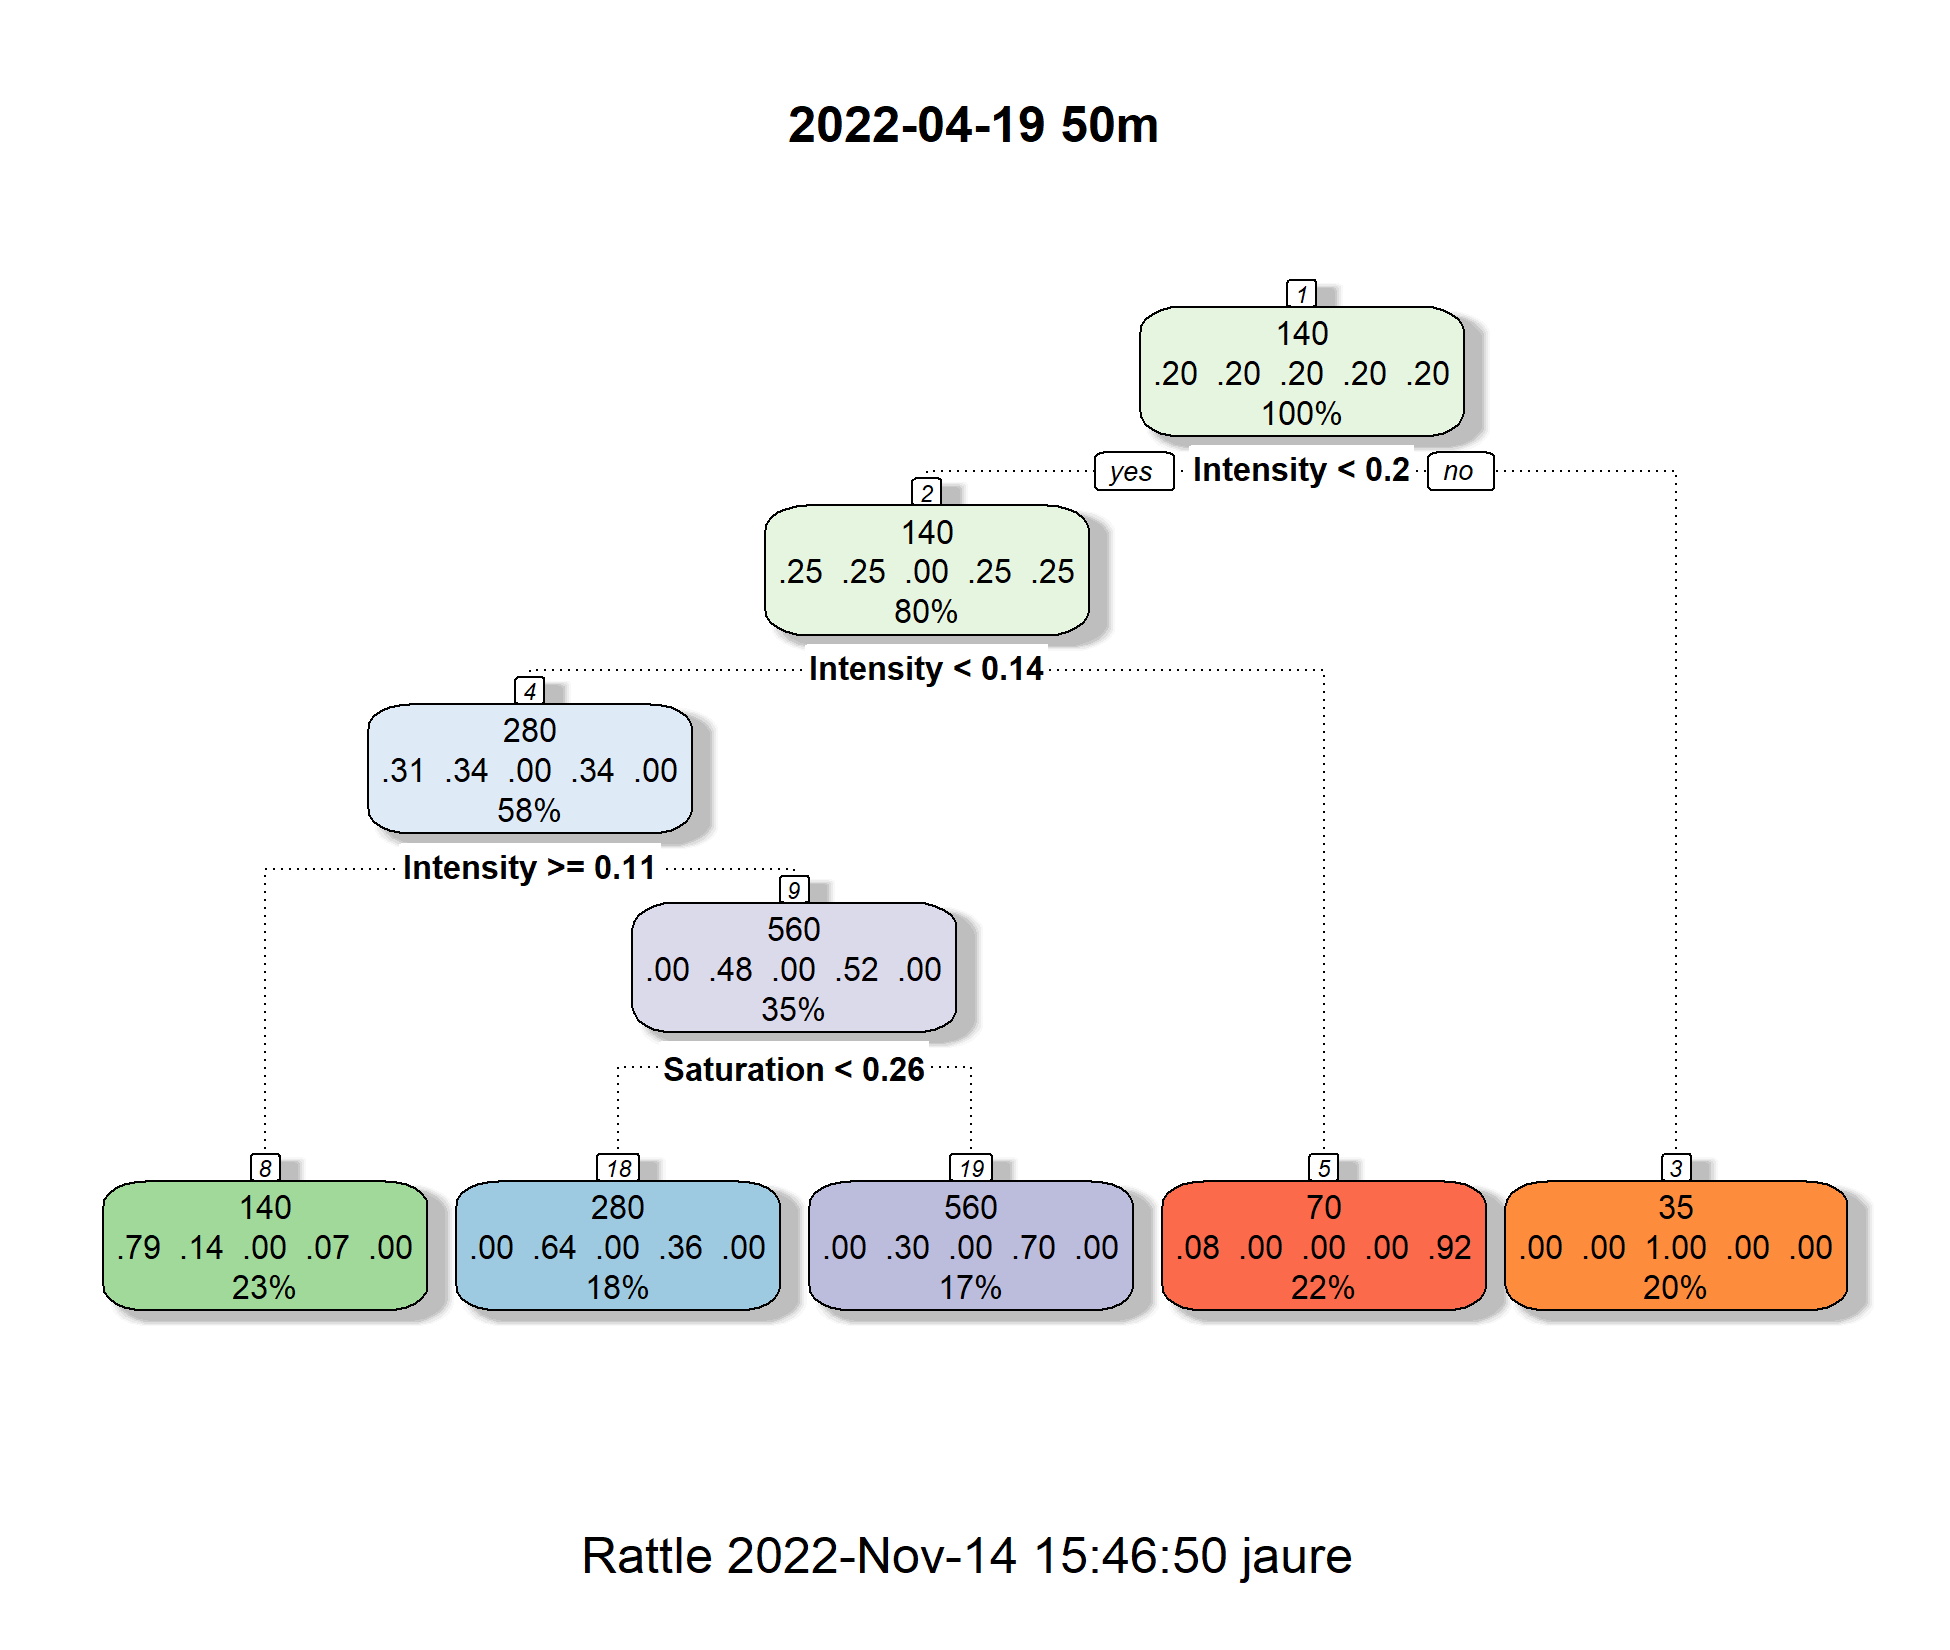 2022-04-19 50m
1
140
.20 .20 .20 .20 .20
100%
yes Intensity < 0.2 no
2
140
.25 .25 .00 .25 .25
80%
Intensity < 0.14
4
280
.31 .34 .00 .34 .00
58%
Intensity >= 0.11
9
560
.00 .48 .00 .52 .00
35%
Saturation < 0.26
8
140
.79 .14 .00 .07 .00
23%
18
280
.00 .64 .00 .36 .00
18%
19
560
.00 .30 .00 .70 .00
17%
5
70
.08 .00 .00 .00 .92
22%
3
35
.00 .00 1.00 .00 .00
20%
Rattle 2022-Nov-14 15:46:50 jaure